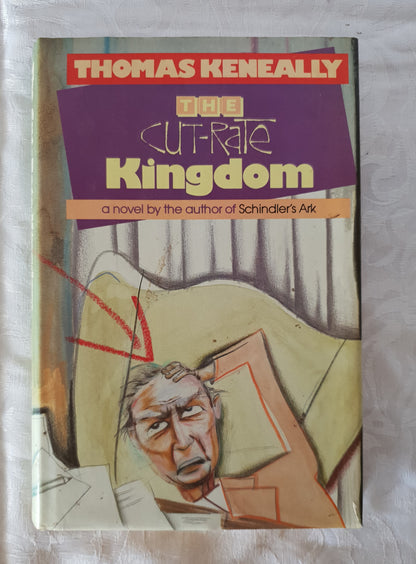 THOMAS KENEALLY
THE
CUT-RATE
Kingdom
a novel by the author of Schindler's Ark